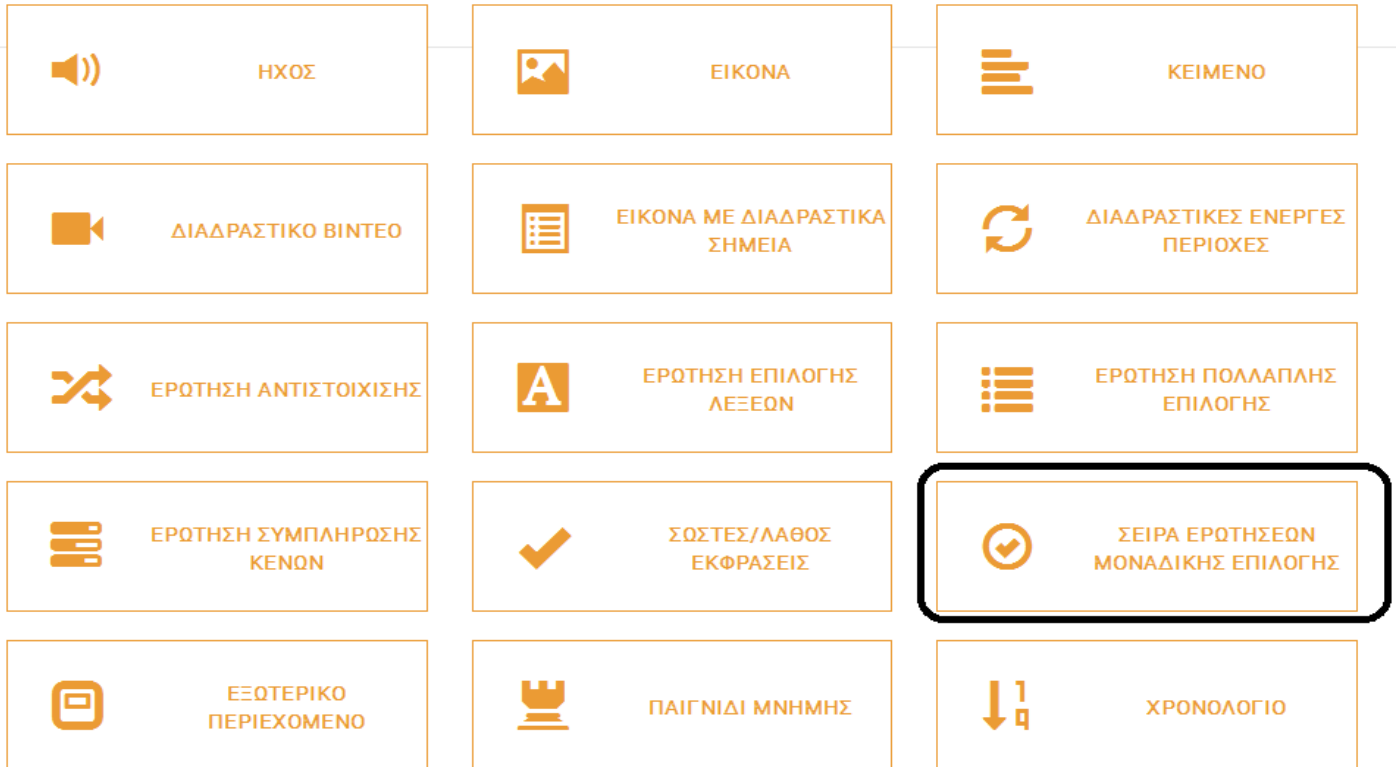 ΗΧΟΣ
ΕΙΚΟΝΑ
ΚΕΙΜΕΝΟ
ΔΙΑΔΡΑΣΤΙΚΟ ΒΙΝΤΕΟ
ΕΙΚΟΝΑ ΜΕ ΔΙΑΔΡΑΣΤΙΚΑ
ΣΗΜΕΙΑ
ΔΙΑΔΡΑΣΤΙΚΕΣ ΕΝΕΡΓΕΣ
ΠΕΡΙΟΧΕΣ
ΕΡΩΤΗΣΗ ΑΝΤΙΣΤΟΙΧΙΣΗΣ
ΕΡΩΤΗΣΗ ΕΠΙΛΟΓΗΣ
ΛΕΞΕΩΝ
ΕΡΩΤΗΣΗ ΠΟΛΛΑΠΛΗΣ
ΕΠΙΛΟΓΗΣ
ΕΡΩΤΗΣΗ ΣΥΜΠΛΗΡΩΣΗΣ
ΚΕΝΩΝ
ΣΩΣΤΕΣ/ΛΑΘΟΣ
ΕΚΦΡΑΣΕΙΣ
ΣΕΙΡΑ ΕΡΩΤΗΣΕΩΝ
ΜΟΝΑΔΙΚΗΣ ΕΠΙΛΟΓΗΣ
ΕΞΩΤΕΡΙΚΟ
ΠΕΡΙΕΧΟΜΕΝΟ
ΠΑΙΓΝΙΔΙ ΜΝΗΜΗΣ
ΧΡΟΝΟΛΟΓΙΟ